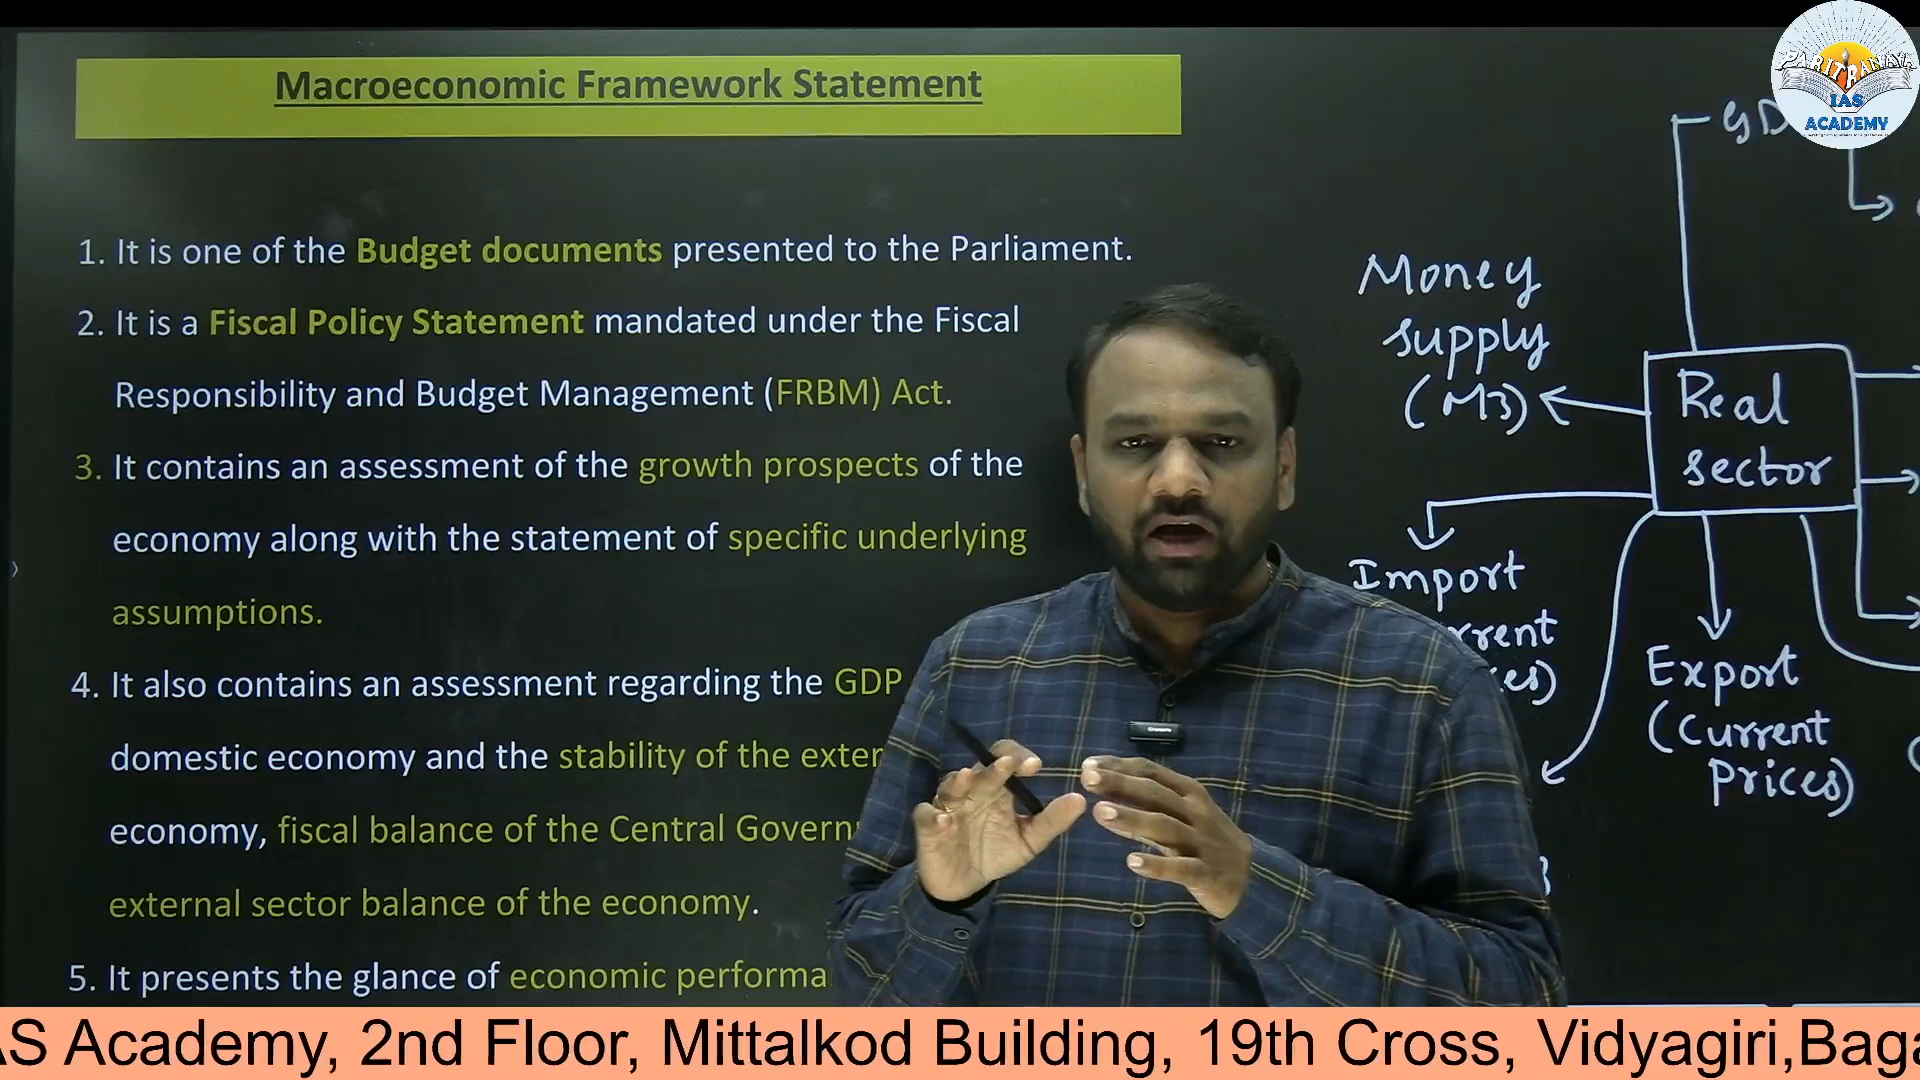 Macroeconomic Framework Statement
1. It is one of the Budget documents presented to the Parliament.
2. It is a Fiscal Policy Statement mandated under the Fiscal
Responsibility and Budget Management (FRBM) Act.
3. It contains an assessment of the growth prospects of the
economy along with the statement of specific underlying
assumptions.
4. It also contains an assessment regarding the GDP
domestic economy and the stability of the exter
economy, fiscal balance of the Central Govern
external sector balance of the economy.
5. It presents the glance of economic performa
Money
supply
(M3)
Real
sector
Import
rrent
es)
Export
(Current
prices)
GD
PARITRANAYA
IAS
ACADEMY
AS Academy, 2nd Floor, Mittalkod Building, 19th Cross, Vidyagiri,Baga